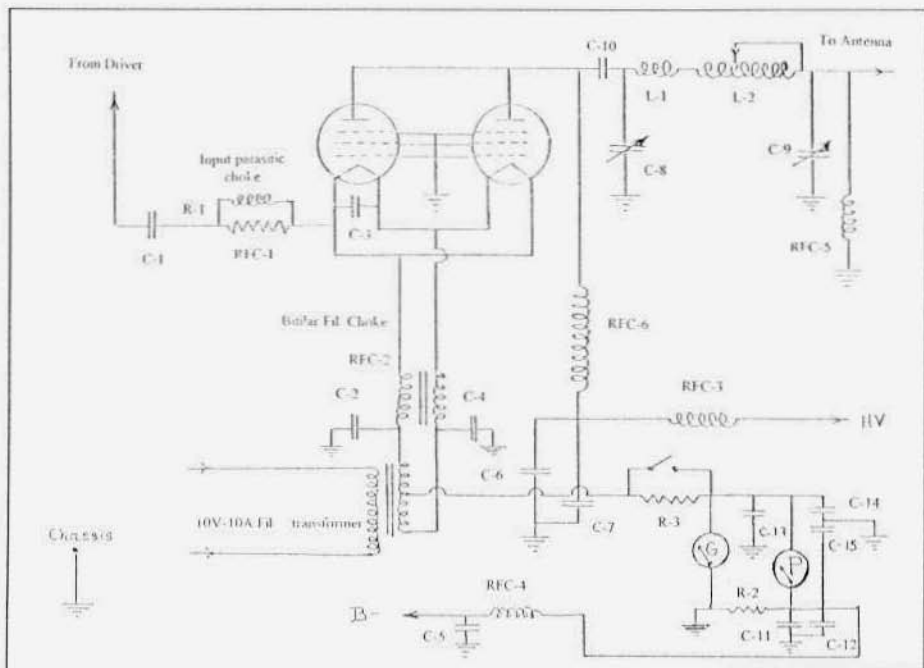 C-10
To Antenna
From Driver
L-1
L-2
C-8
C-9
Input parasitic
choke
R-1
C-3
RFC-1
C-1
RFC-5
Bifilar Fil. Choke
RFC-6
RFC-2
C-2
C-4
RFC-3
HV
C-6
10V-10A Fil transformer
C-7
R-3
C-14
C-13
C-15
Chassis
G
P
RFC-4
R-2
B-
C-5
C-11
C-12